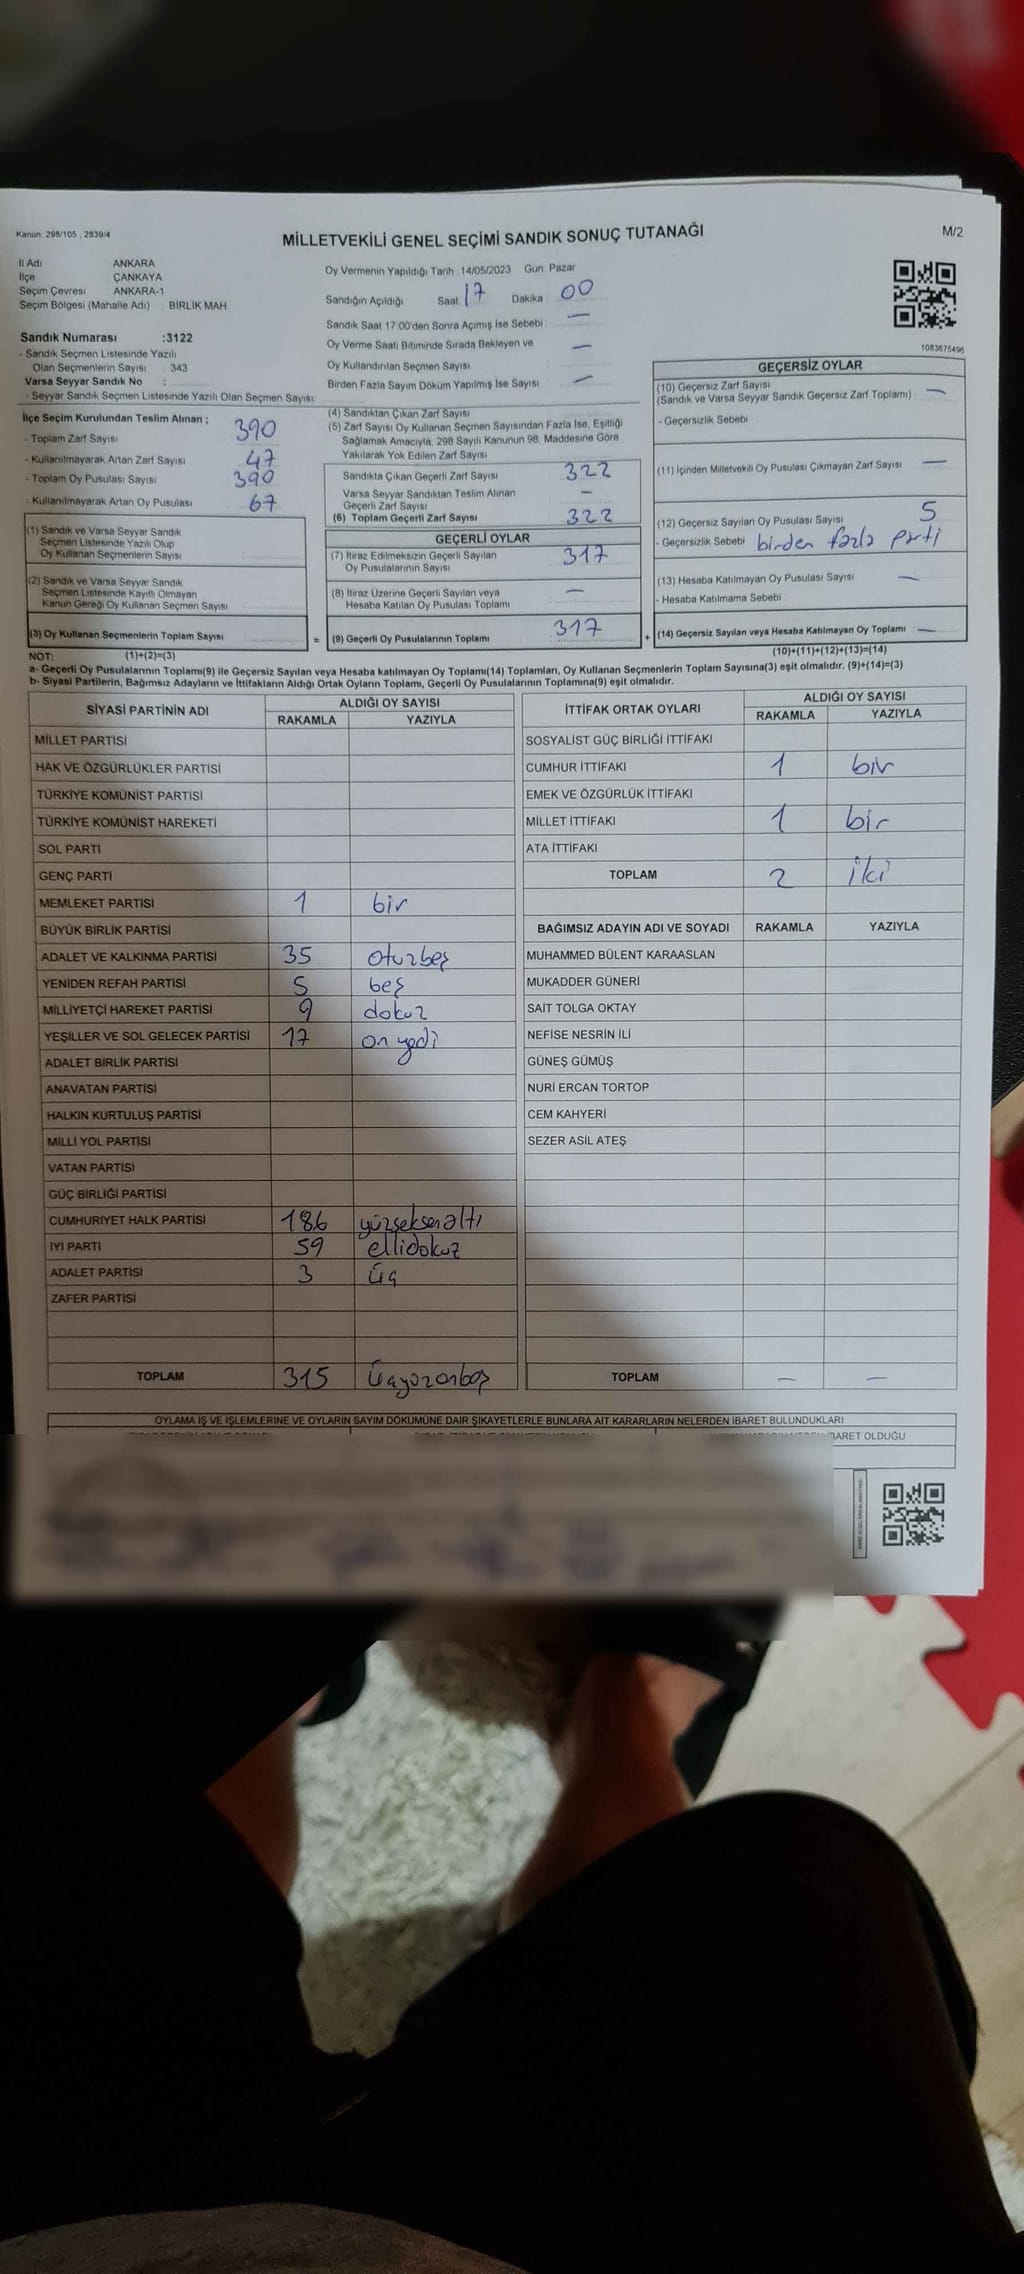 Kanun: 298/105 , 2839/4
MİLLETVEKİLİ GENEL SEÇİMİ SANDIK SONUÇ TUTANAĞI
M/2
İl Adı : ANKARA
İlçe : ÇANKAYA
Seçim Çevresi : ANKARA-1
Seçim Bölgesi (Mahalle Adı) : BİRLİK MAH
Sandık Numarası :3122
- Sandık Seçmen Listesinde Yazılı
Olan Seçmenlerin Sayısı : 343
Varsa Seyyar Sandık No :
- Seyyar Sandık Seçmen Listesinde Yazılı Olan Seçmen Sayısı:
Oy Vermenin Yapıldığı Tarih :14/05/2023 Gün: Pazar
Sandığın Açıldığı Saat : 17 Dakika : 00
Sandık Saat 17:00'den Sonra Açımış İse Sebebi : —
Oy Verme Saati Bitiminde Sırada Bekleyen ve —
Oy Kullandırılan Seçmen Sayısı
Birden Fazla Sayım Döküm Yapılmış İse Sayısı —
1083675496
İlçe Seçim Kurulundan Teslim Alınan ;
- Toplam Zarf Sayısı 390
- Kullanılmayarak Artan Zarf Sayısı 47
- Toplam Oy Pusulası Sayısı 390
- Kullanılmayarak Artan Oy Pusulası 67
(1) Sandık ve Varsa Seyyar Sandık
Seçmen Listesinde Yazılı Olup
Oy Kullanan Seçmenlerin Sayısı
(2) Sandık ve Varsa Seyyar Sandık
Seçmen Listesinde Kayıtlı Olmayan
Kanun Gereği Oy Kullanan Seçmen Sayısı
(3) Oy Kullanan Seçmenlerin Toplam Sayısı =
(4) Sandıktan Çıkan Zarf Sayısı
(5) Zarf Sayısı Oy Kullanan Seçmen Sayısından Fazla İse, Eşitliği
Sağlamak Amacıyla, 298 Sayılı Kanunun 98. Maddesine Göre
Yakılarak Yok Edilen Zarf Sayısı
Sandıkta Çıkan Geçerli Zarf Sayısı 322
Varsa Seyyar Sandıktan Teslim Alınan —
Geçerli Zarf Sayısı
(6) Toplam Geçerli Zarf Sayısı 322
GEÇERLİ OYLAR
(7) İtiraz Edilmeksizin Geçerli Sayılan 317
Oy Pusulalarının Sayısı
(8) İtiraz Üzerine Geçerli Sayılan veya —
Hesaba Katılan Oy Pusulası Toplamı
(9) Geçerli Oy Pusulalarının Toplamı 317 +
GEÇERSİZ OYLAR
(10) Geçersiz Zarf Sayısı —
(Sandık ve Varsa Seyyar Sandık Geçersiz Zarf Toplamı)
- Geçersizlik Sebebi
(11) İçinden Milletvekili Oy Pusulası Çıkmayan Zarf Sayısı —
(12) Geçersiz Sayılan Oy Pusulası Sayısı 5
- Geçersizlik Sebebi birden fazla parti
(13) Hesaba Katılmayan Oy Pusulası Sayısı —
- Hesaba Katılmama Sebebi
(14) Geçersiz Sayılan veya Hesaba Katılmayan Oy Toplamı —
NOT: (1)+(2)=(3)
(10)+(11)+(12)+(13)=(14)
a- Geçerli Oy Pusulalarının Toplamı(9) ile Geçersiz Sayılan veya Hesaba katılmayan Oy Toplamı(14) Toplamları, Oy Kullanan Seçmenlerin Toplam Sayısına(3) eşit olmalıdır. (9)+(14)=(3)
b- Siyasi Partilerin, Bağımsız Adayların ve İttifakların Aldığı Ortak Oyların Toplamı, Geçerli Oy Pusulalarının Toplamına(9) eşit olmalıdır.
SİYASİ PARTİNİN ADI ALDIĞI OY SAYISI
RAKAMLA YAZIYLA
MİLLET PARTİSİ
HAK VE ÖZGÜRLÜKLER PARTİSİ
TÜRKİYE KOMÜNİST PARTİSİ
TÜRKİYE KOMÜNİST HAREKETİ
SOL PARTİ
GENÇ PARTİ
MEMLEKET PARTİSİ 1 bir
BÜYÜK BİRLİK PARTİSİ
ADALET VE KALKINMA PARTİSİ 35 otuzbeş
YENİDEN REFAH PARTİSİ 5 beş
MİLLİYETÇİ HAREKET PARTİSİ 9 dokuz
YEŞİLLER VE SOL GELECEK PARTİSİ 17 on yedi
ADALET BİRLİK PARTİSİ
ANAVATAN PARTİSİ
HALKIN KURTULUŞ PARTİSİ
MİLLİ YOL PARTİSİ
VATAN PARTİSİ
GÜÇ BİRLİĞİ PARTİSİ
CUMHURİYET HALK PARTİSİ 186 yüzseksenaltı
İYİ PARTİ 59 ellidokuz
ADALET PARTİSİ 3 üç
ZAFER PARTİSİ
TOPLAM 315 Üçyüzonbeş
İTTİFAK ORTAK OYLARI ALDIĞI OY SAYISI
RAKAMLA YAZIYLA
SOSYALİST GÜÇ BİRLİĞİ İTTİFAKI
CUMHUR İTTİFAKI 1 bir
EMEK VE ÖZGÜRLÜK İTTİFAKI
MİLLET İTTİFAKI 1 bir
ATA İTTİFAKI
TOPLAM 2 iki
BAĞIMSIZ ADAYIN ADI VE SOYADI RAKAMLA YAZIYLA
MUHAMMED BÜLENT KARAASLAN
MUKADDER GÜNERİ
SAİT TOLGA OKTAY
NEFİSE NESRİN İLİ
GÜNEŞ GÜMÜŞ
NURİ ERCAN TORTOP
CEM KAHYERİ
SEZER ASİL ATEŞ
TOPLAM — —
OYLAMA İŞ VE İŞLEMLERİNE VE OYLARIN SAYIM DÖKÜMÜNE DAİR ŞİKAYETLERLE BUNLARA AİT KARARLARIN NELERDEN İBARET BULUNDUKLARI
İBARET OLDUĞU